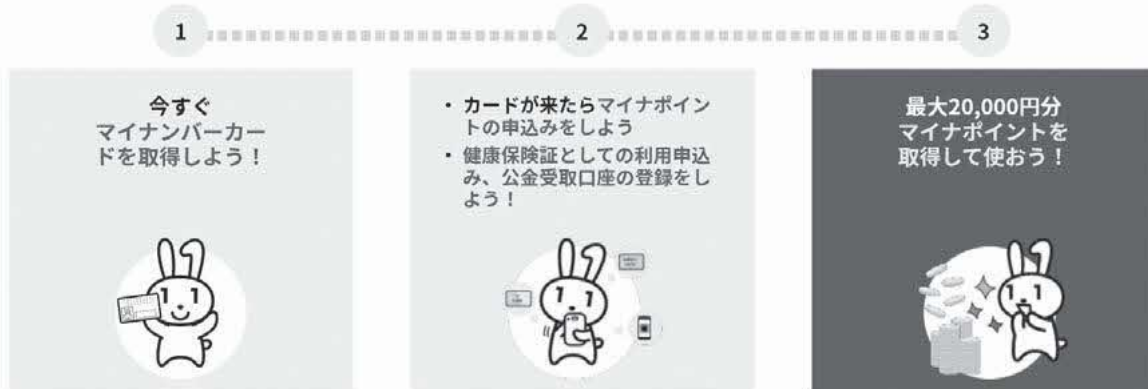 1
2
3
今すぐ
マイナンバーカー
ドを取得しよう！
・カードが来たらマイナポイン
トの申込みをしよう
・健康保険証としての利用申込
み、公金受取口座の登録をし
よう！
最大20,000円分
マイナポイントを
取得して使おう！